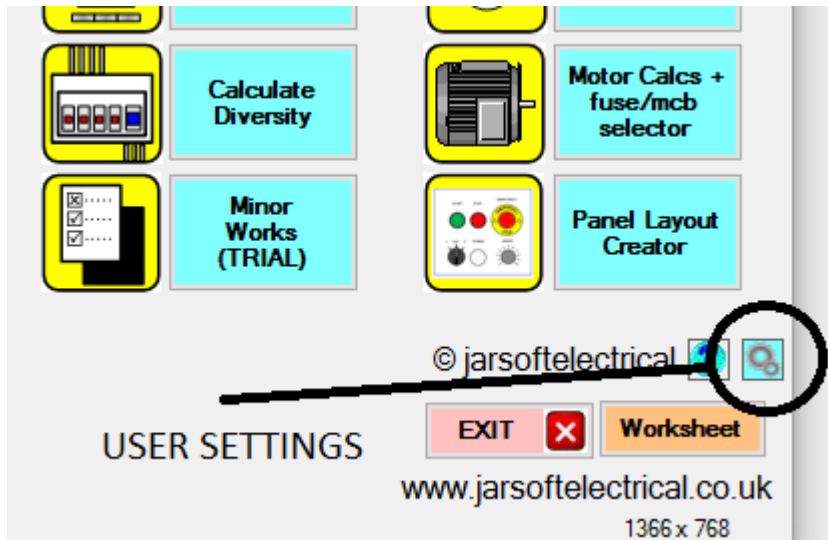 Calculate
Diversity
Motor Calcs +
fuse/mcb
selector
Minor
Works
(TRIAL)
Panel Layout
Creator
© jarsoftelectrical
USER SETTINGS
EXIT
Worksheet
www.jarsoftelectrical.co.uk
1366 x 768